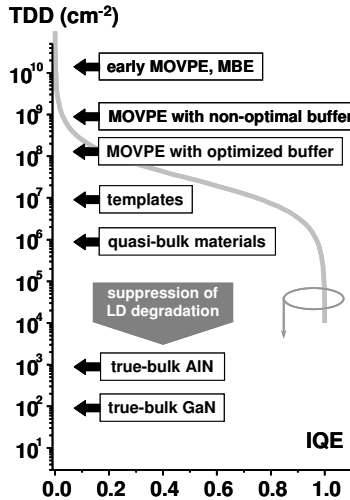 TDD (cm⁻²)
10¹⁰
early MOVPE, MBE
10⁹
MOVPE with non-optimal buffer
10⁸
MOVPE with optimized buffer
10⁷
templates
10⁶
quasi-bulk materials
10⁵
suppression of
LD degradation
10⁴
10³
true-bulk AlN
10²
true-bulk GaN
10¹
IQE
0.0 0.2 0.4 0.6 0.8 1.0